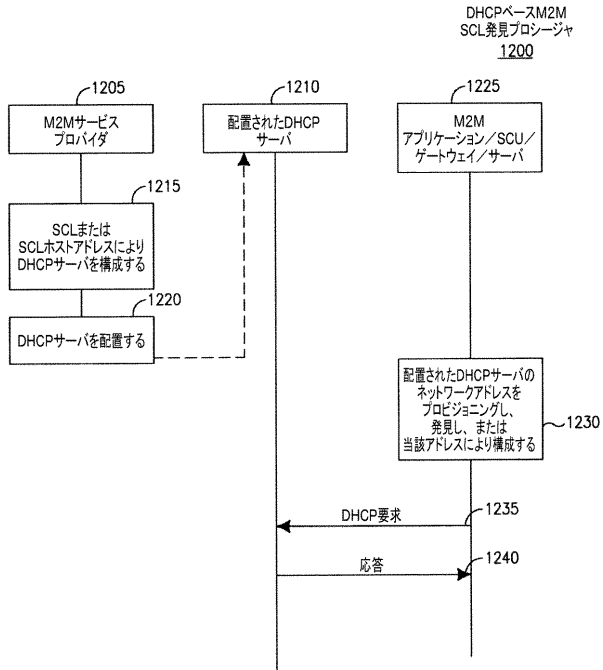 DHCPベースM2M
SCL発見プロシージャ
1200
1205
M2Mサービス
プロバイダ
1210
配置されたDHCP
サーバ
1225
M2M
アプリケーション/SCU/
ゲートウェイ/サーバ
1215
SCLまたは
SCLホストアドレスにより
DHCPサーバを構成する
1220
DHCPサーバを配置する
配置されたDHCPサーバの
ネットワークアドレスを
プロビジョニングし、
発見し、または
当該アドレスにより構成する
1230
DHCP要求
1235
応答
1240